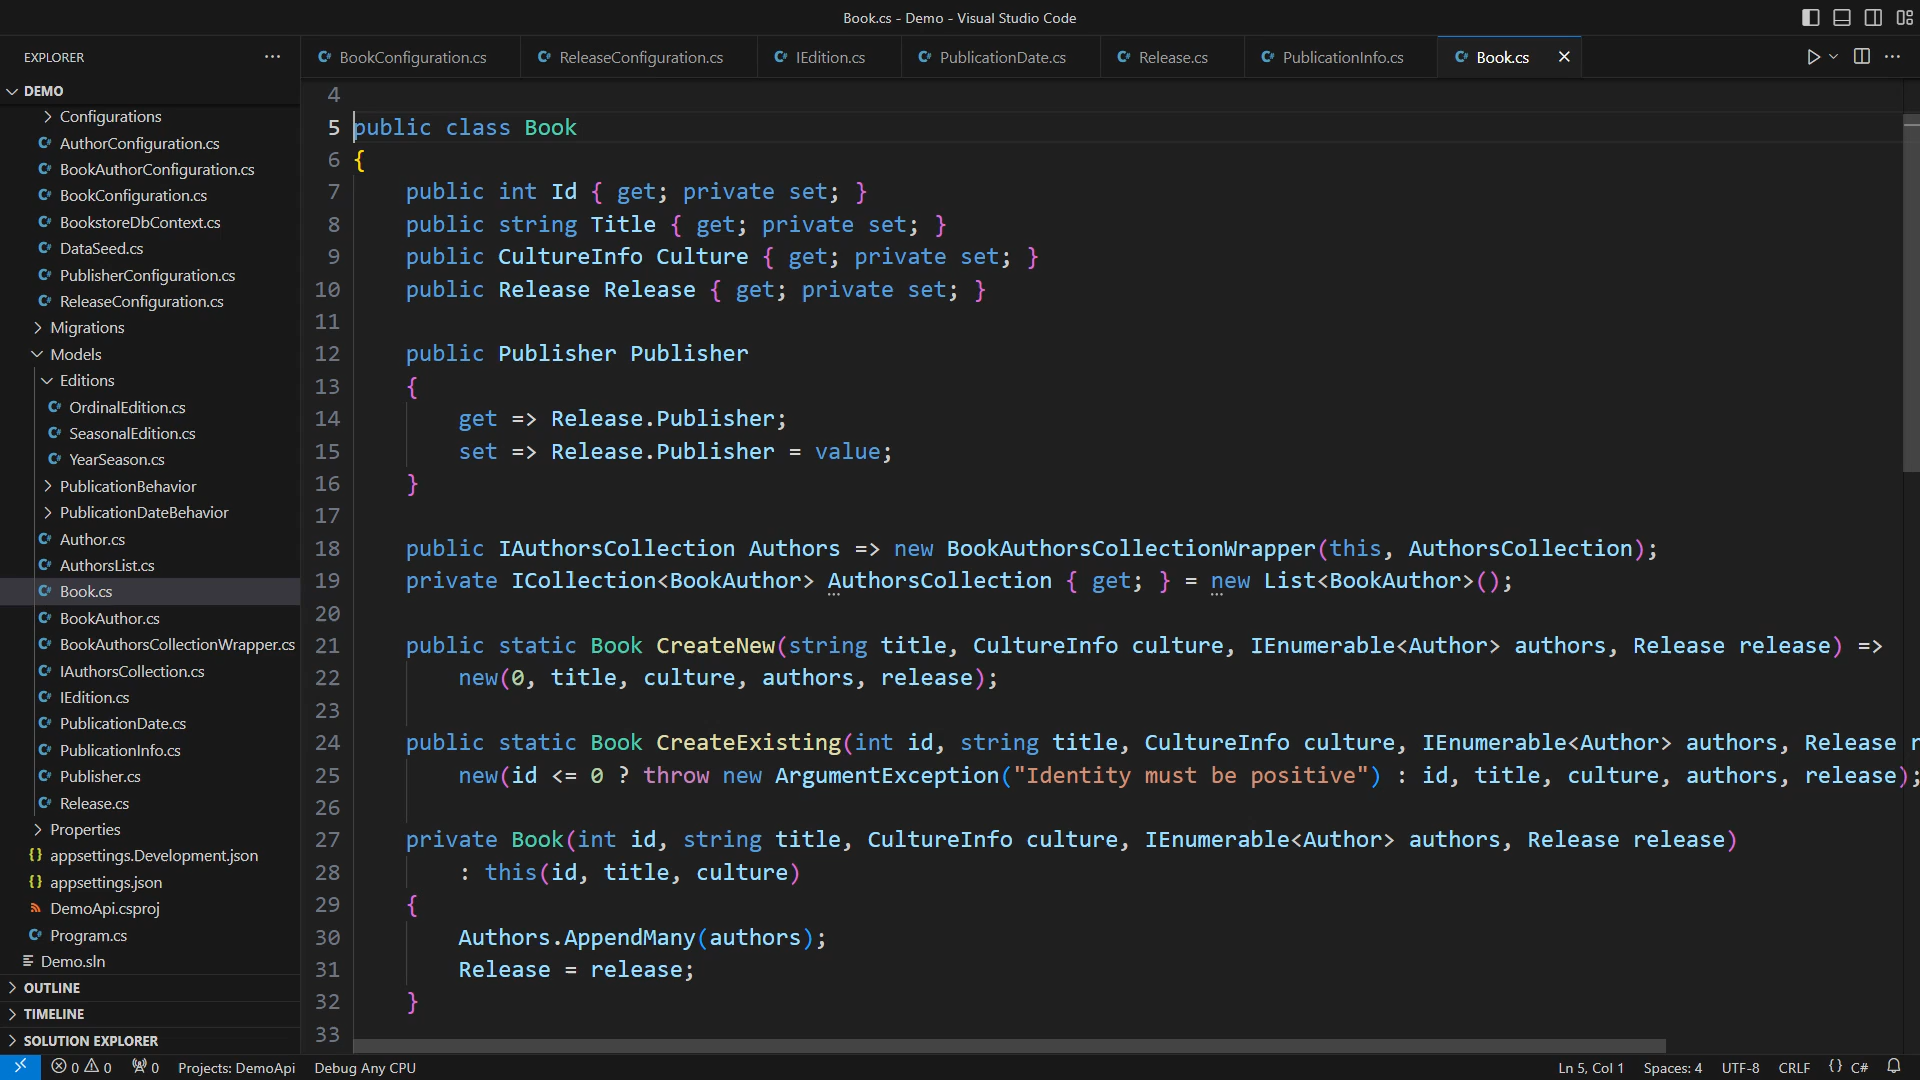 Book.cs - Demo - Visual Studio Code
EXPLORER
DEMO
Configurations
AuthorConfiguration.cs
BookAuthorConfiguration.cs
BookConfiguration.cs
BookstoreDbContext.cs
DataSeed.cs
PublisherConfiguration.cs
ReleaseConfiguration.cs
Migrations
Models
Editions
OrdinalEdition.cs
SeasonalEdition.cs
YearSeason.cs
PublicationBehavior
PublicationDateBehavior
Author.cs
AuthorsList.cs
Book.cs
BookAuthor.cs
BookAuthorsCollectionWrapper.cs
IAuthorsCollection.cs
IEdition.cs
PublicationDate.cs
PublicationInfo.cs
Publisher.cs
Release.cs
Properties
appsettings.Development.json
appsettings.json
DemoApi.csproj
Program.cs
Demo.sln
OUTLINE
TIMELINE
SOLUTION EXPLORER
BookConfiguration.cs ReleaseConfiguration.cs IEdition.cs PublicationDate.cs Release.cs PublicationInfo.cs Book.cs
4
5 public class Book
6 {
7 public int Id { get; private set; }
8 public string Title { get; private set; }
9 public CultureInfo Culture { get; private set; }
10 public Release Release { get; private set; }
11
12 public Publisher Publisher
13 {
14 get => Release.Publisher;
15 set => Release.Publisher = value;
16 }
17
18 public IAuthorsCollection Authors => new BookAuthorsCollectionWrapper(this, AuthorsCollection);
19 private ICollection<BookAuthor> AuthorsCollection { get; } = new List<BookAuthor>();
20
21 public static Book CreateNew(string title, CultureInfo culture, IEnumerable<Author> authors, Release release) =>
22 new(0, title, culture, authors, release);
23
24 public static Book CreateExisting(int id, string title, CultureInfo culture, IEnumerable<Author> authors, Release r
25 new(id <= 0 ? throw new ArgumentException("Identity must be positive") : id, title, culture, authors, release);
26
27 private Book(int id, string title, CultureInfo culture, IEnumerable<Author> authors, Release release)
28 : this(id, title, culture)
29 {
30 Authors.AppendMany(authors);
31 Release = release;
32 }
33
0 0 0 Projects: DemoApi Debug Any CPU Ln 5, Col 1 Spaces: 4 UTF-8 CRLF {} C#